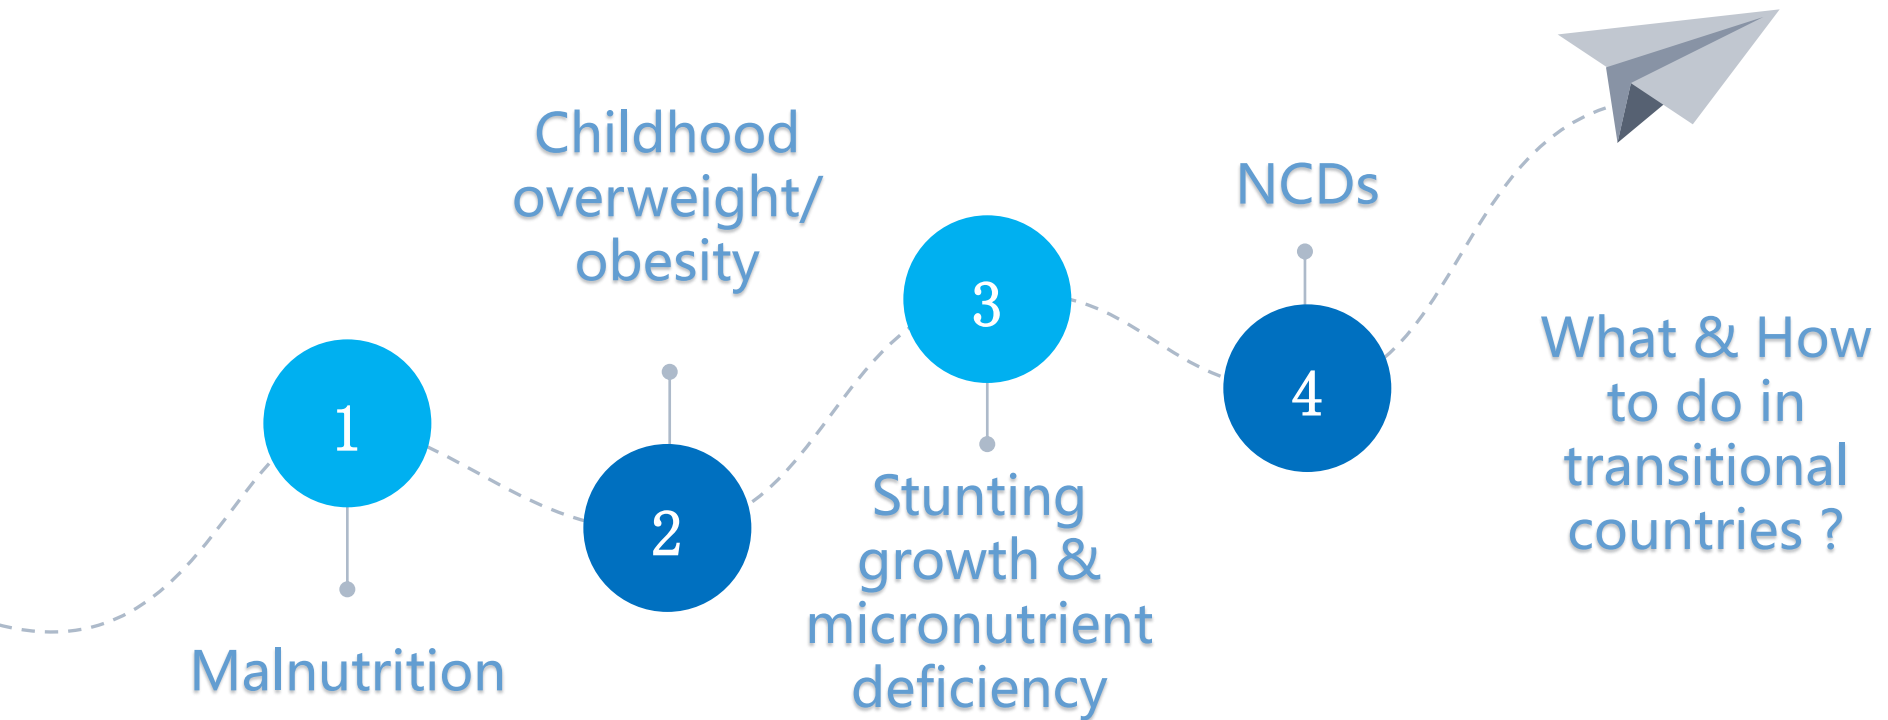 1
Malnutrition
Childhood
overweight/
obesity
2
3
Stunting
growth &
micronutrient
deficiency
NCDs
4
What & How
to do in
transitional
countries ?